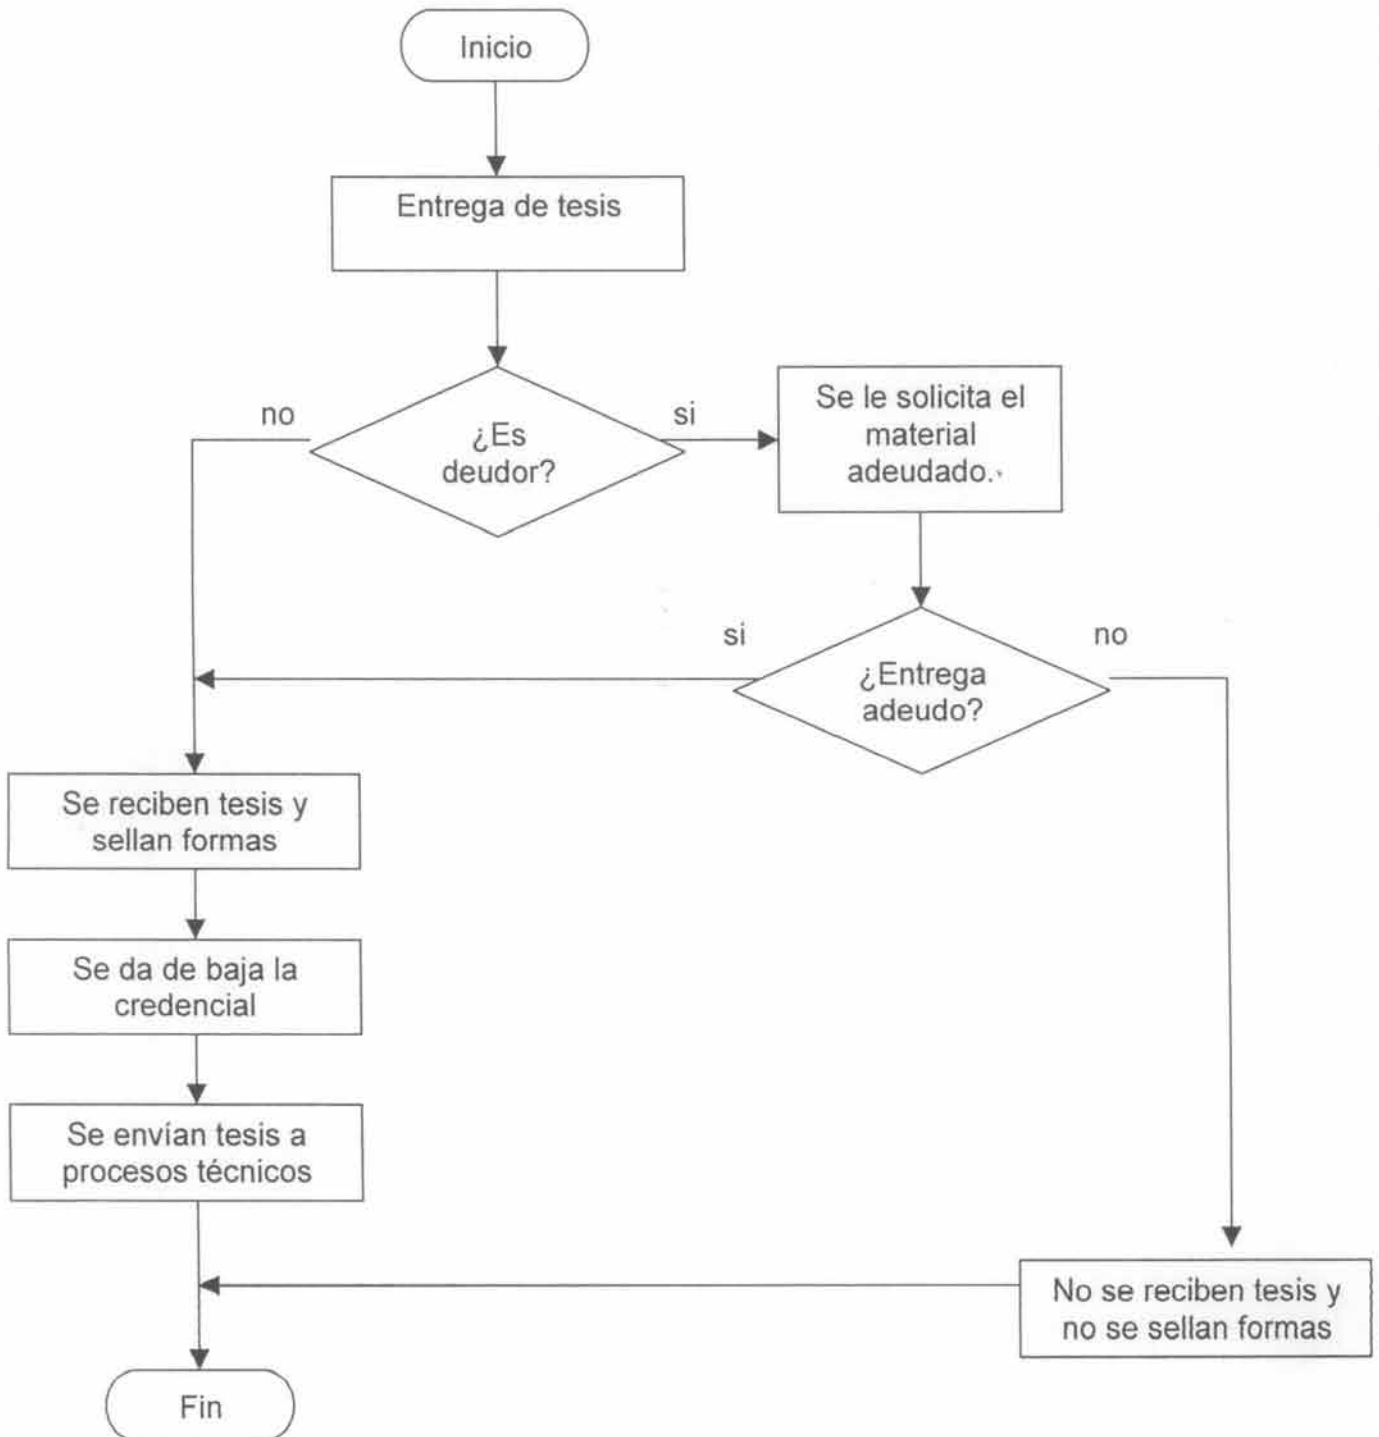 Inicio
Entrega de tesis
no
¿Es
deudor?
si
Se le solicita el
material
adeudado.
si
¿Entrega
adeudo?
no
Se reciben tesis y
sellan formas
Se da de baja la
credencial
Se envían tesis a
procesos técnicos
No se reciben tesis y
no se sellan formas
Fin